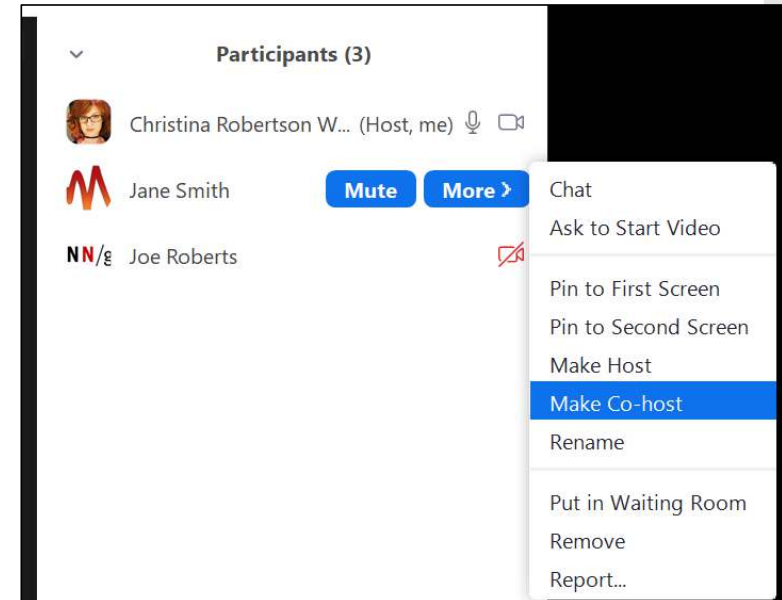 Participants (3)
Christina Robertson W... (Host, me)
Jane Smith Mute More >
NN/g Joe Roberts
Chat
Ask to Start Video
Pin to First Screen
Pin to Second Screen
Make Host
Make Co-host
Rename
Put in Waiting Room
Remove
Report...